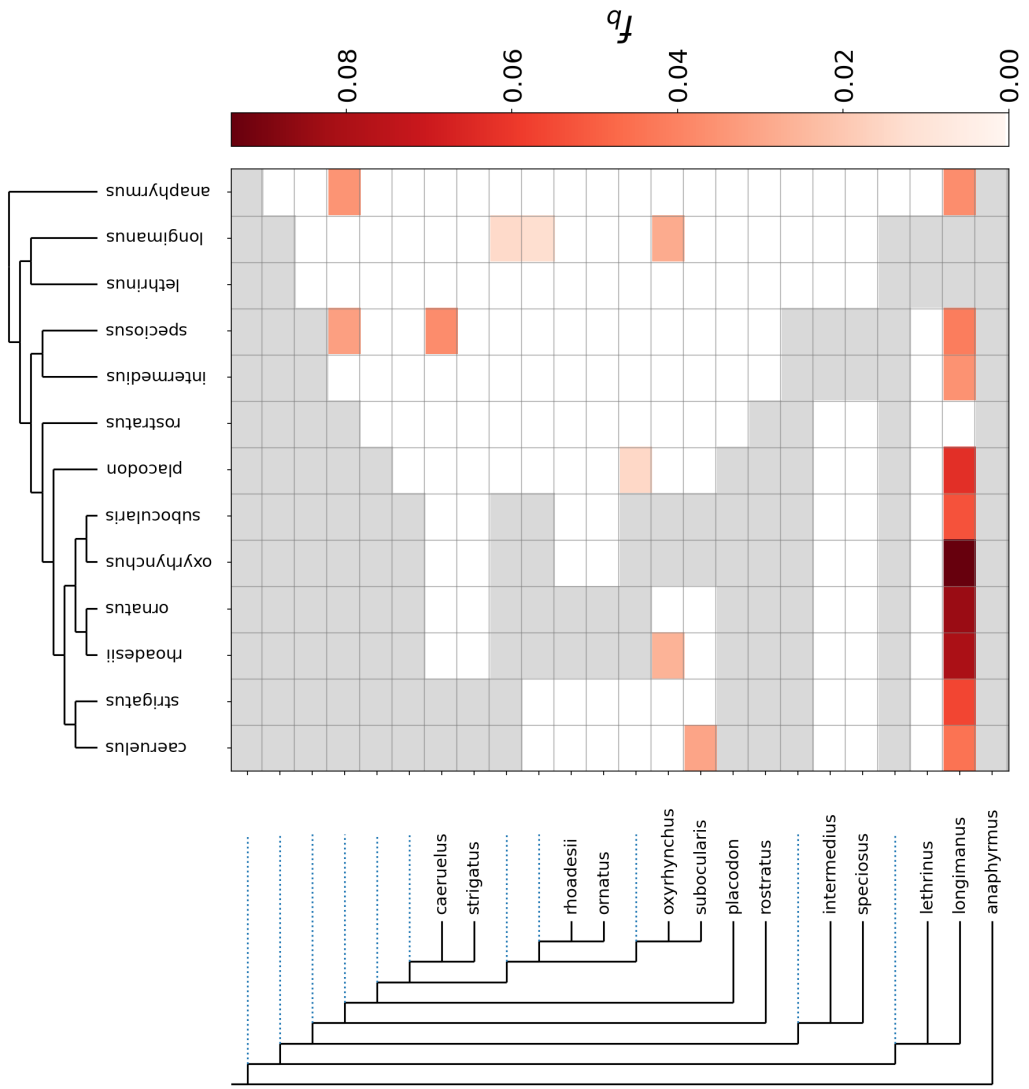 f_b
0.08
0.06
0.04
0.02
0.00
anaphyrmus
longimanus
lethrinus
speciosus
intermedius
rostratus
placodon
subocularis
oxyrhynchus
ornatus
rhoadesii
strigatus
caeruelus
caeruelus
strigatus
rhoadesii
ornatus
oxyrhynchus
subocularis
placodon
rostratus
intermedius
speciosus
lethrinus
longimanus
anaphyrmus